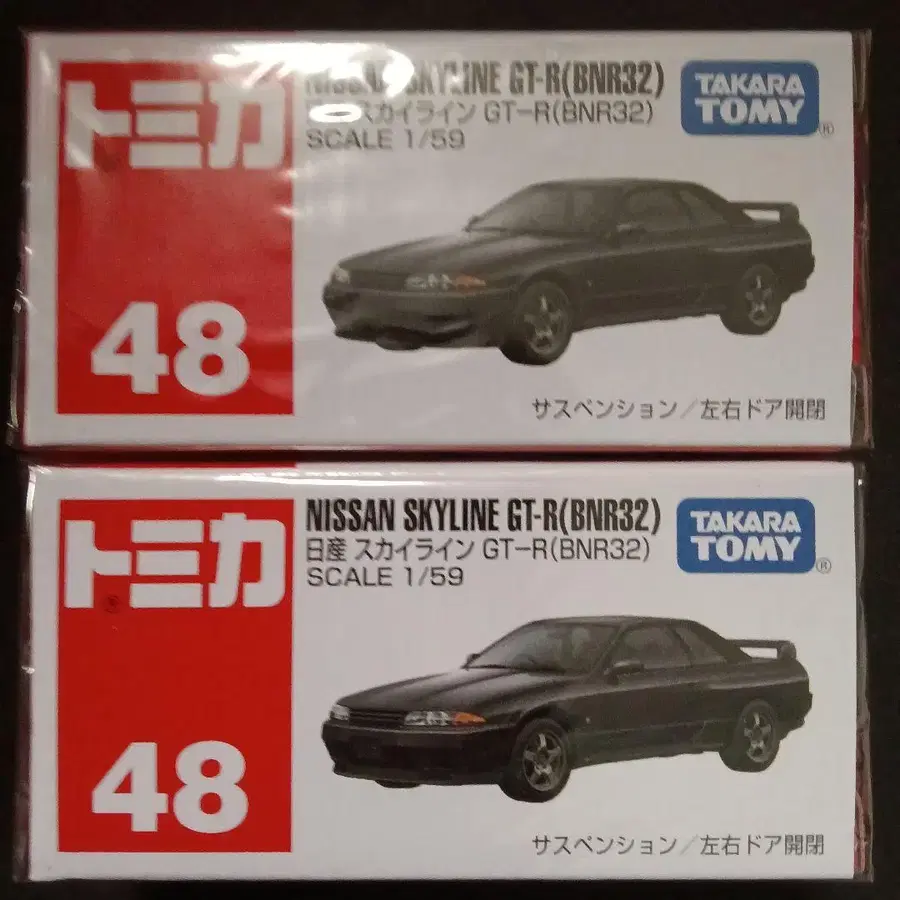 トミカ
NISSAN SKYLINE GT-R(BNR32)
スカイライン GT-R(BNR32)
SCALE 1/59
TAKARA
TOMY
®
48
サスペンション/左右ドア開閉
トミカ
NISSAN SKYLINE GT-R(BNR32)
日産 スカイライン GT-R(BNR32)
SCALE 1/59
TAKARA
TOMY
®
48
サスペンション/左右ドア開閉